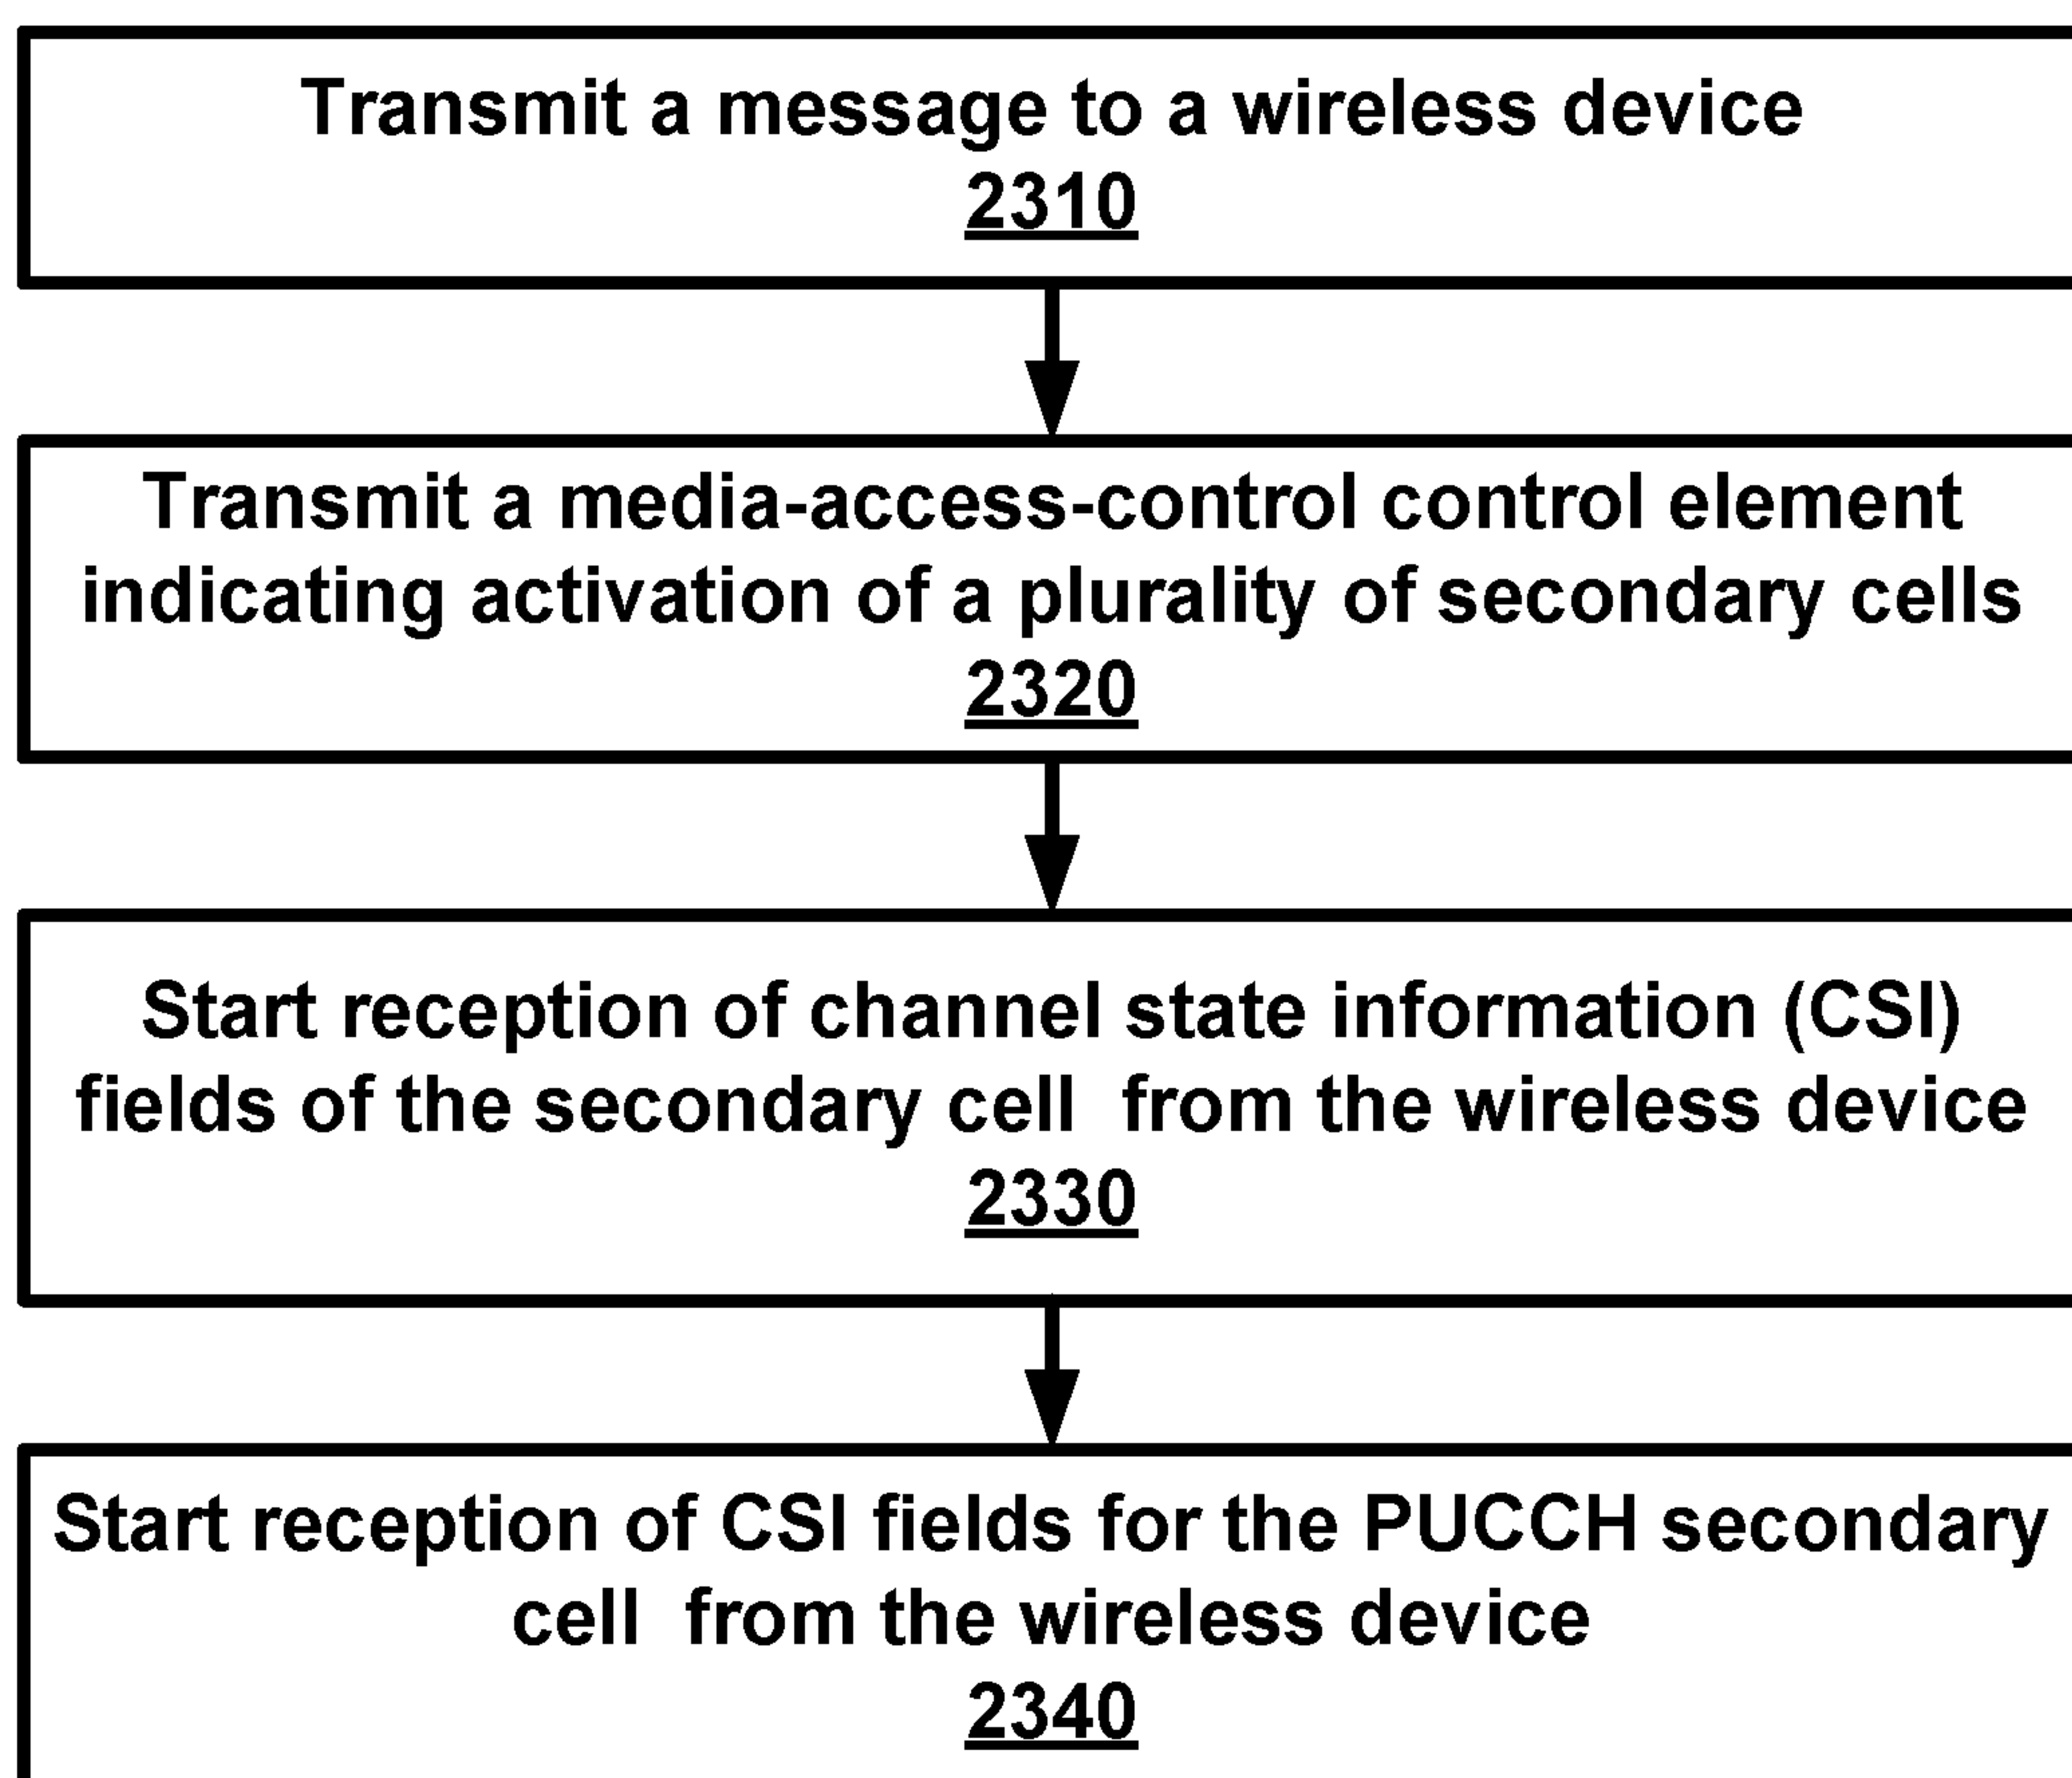 Transmit a message to a wireless device
2310
Transmit a media-access-control control element
indicating activation of a plurality of secondary cells
2320
Start reception of channel state information (CSI)
fields of the secondary cell  from the wireless device
2330
Start reception of CSI fields for the PUCCH secondary
cell  from the wireless device
2340